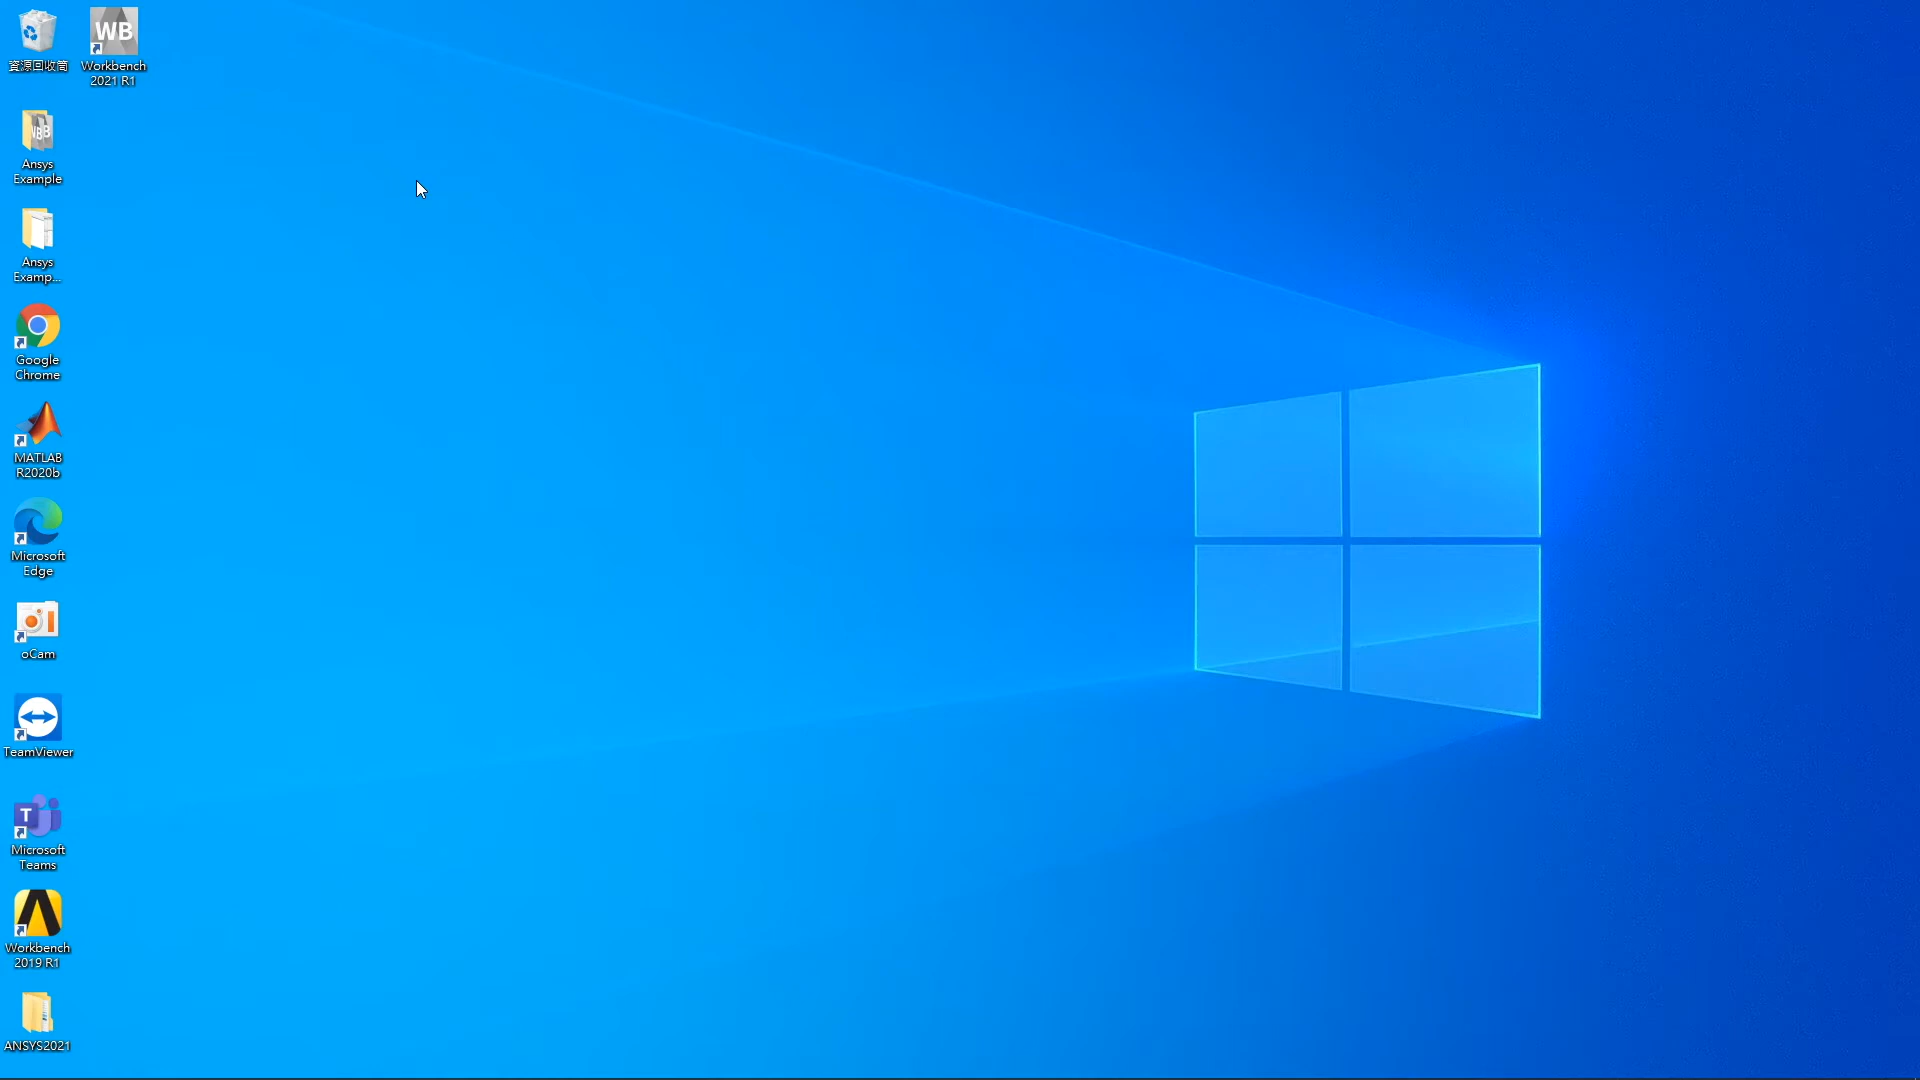 資源回收筒
WB
Workbench
2021 R1
Ansys
Example
Ansys
Examp...
Google
Chrome
MATLAB
R2020b
Microsoft
Edge
oCam
TeamViewer
T
Microsoft
Teams
Workbench
2019 R1
ANSYS2021